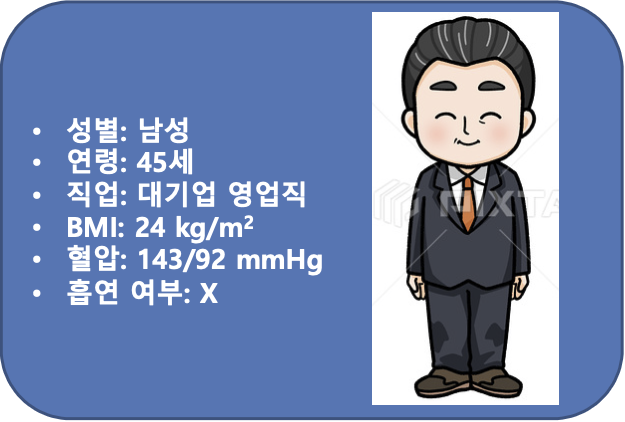 • 성별: 남성
• 연령: 45세
• 직업: 대기업 영업직
• BMI: 24 kg/m²
• 혈압: 143/92 mmHg
• 흡연 여부: X
PIXTA